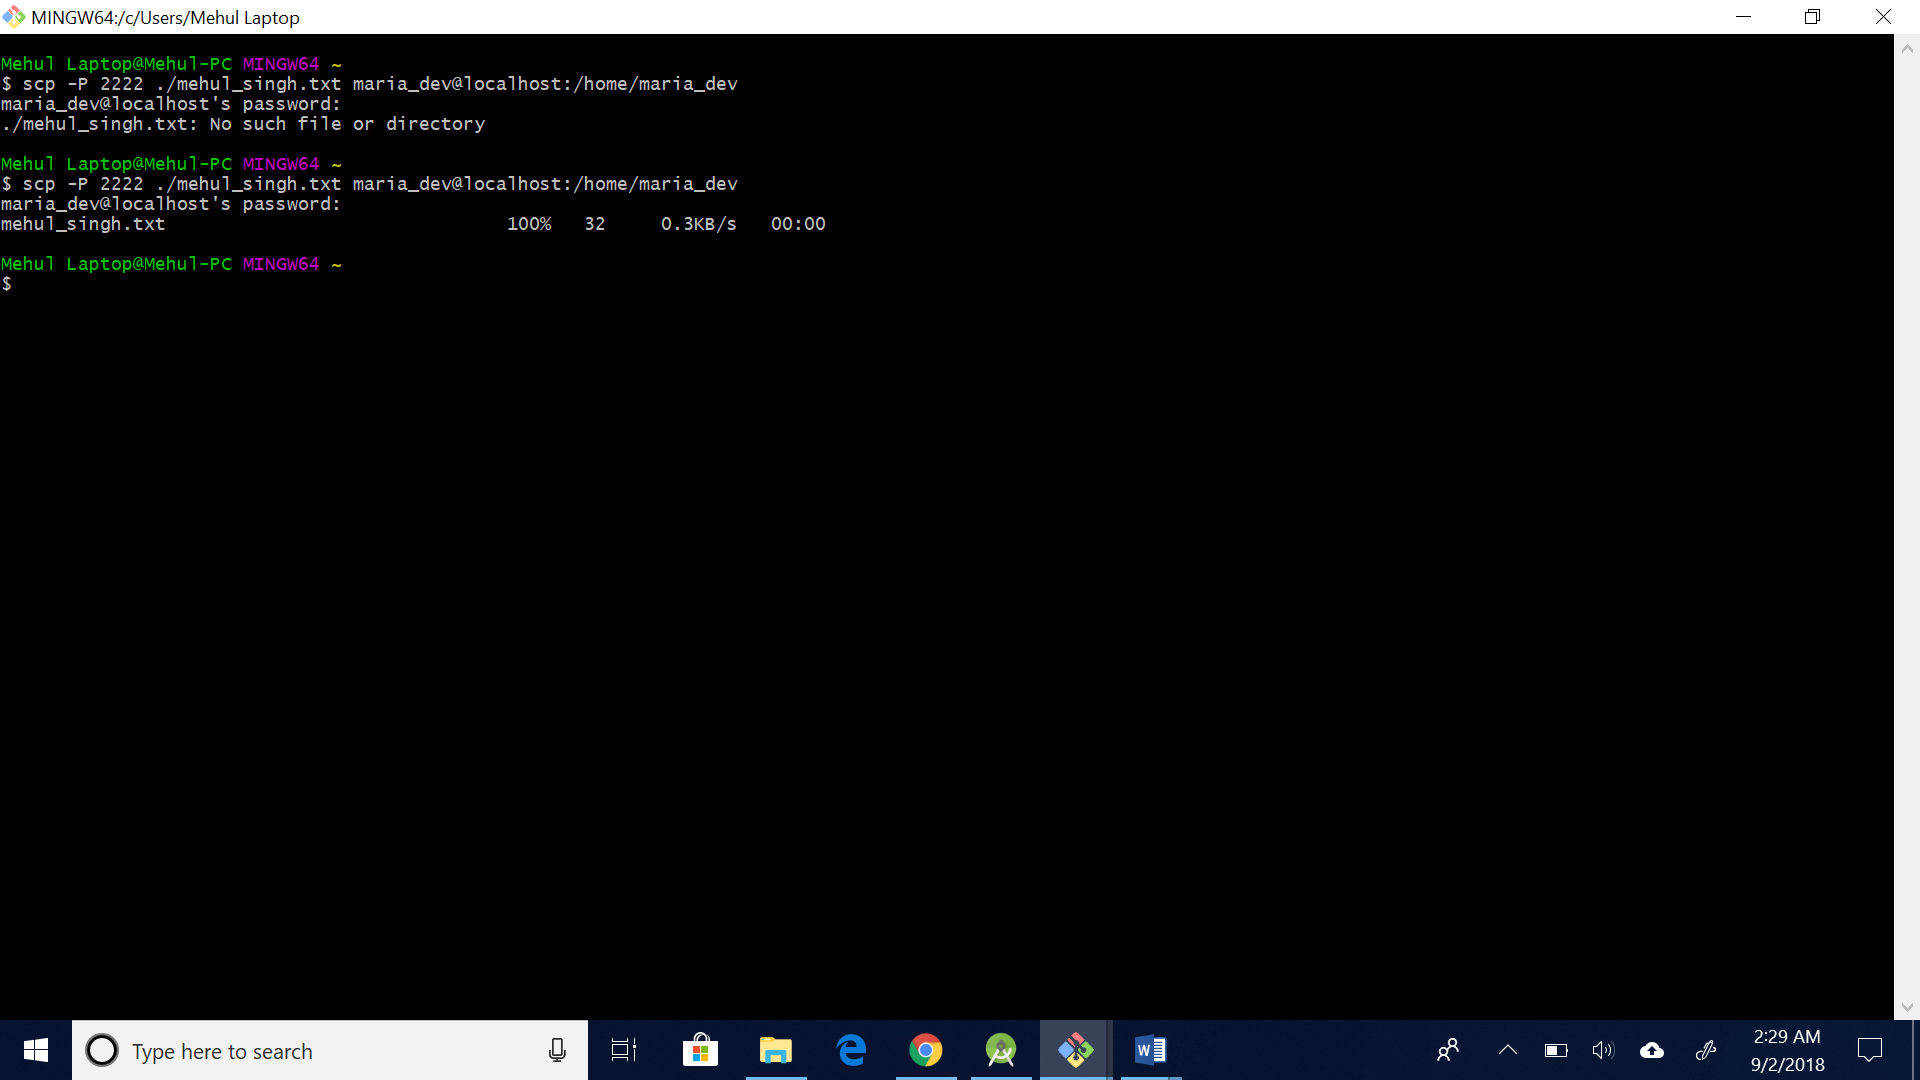 MINGW64:/c/Users/Mehul Laptop
Mehul Laptop@Mehul-PC MINGW64 ~
$ scp -P 2222 ./mehul_singh.txt maria_dev@localhost:/home/maria_dev
maria_dev@localhost's password:
./mehul_singh.txt: No such file or directory
Mehul Laptop@Mehul-PC MINGW64 ~
$ scp -P 2222 ./mehul_singh.txt maria_dev@localhost:/home/maria_dev
maria_dev@localhost's password:
mehul_singh.txt 100% 32 0.3KB/s 00:00
Mehul Laptop@Mehul-PC MINGW64 ~
$
Type here to search
W
2:29 AM
9/2/2018